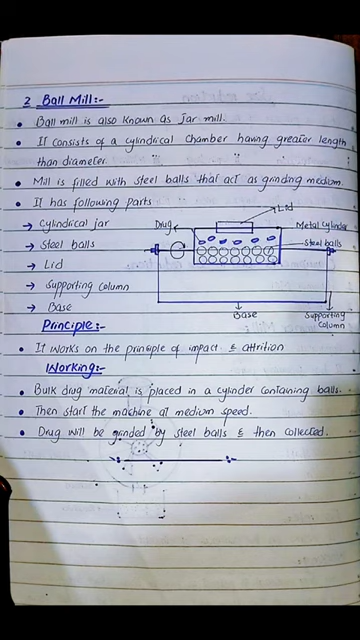 2 Ball Mill:-
• Ball mill is also known as jar mill.
• It consists of a cylindrical chamber having greater length
than diameter.
• Mill is filled with steel balls that act as grinding medium.
• It has following parts
→ Cylindrical jar
→ Steel balls
→ Lid
→ Supporting column
→ Base
Lid
Drug
Metal cylinder
Steel balls
Base
Supporting
column
Principle:-
• It works on the principle of impact & attrition
Working:-
• Bulk drug material is placed in a cylinder containing balls.
• Then start the machine at medium speed.
• Drug will be grinded by steel balls & then collected.